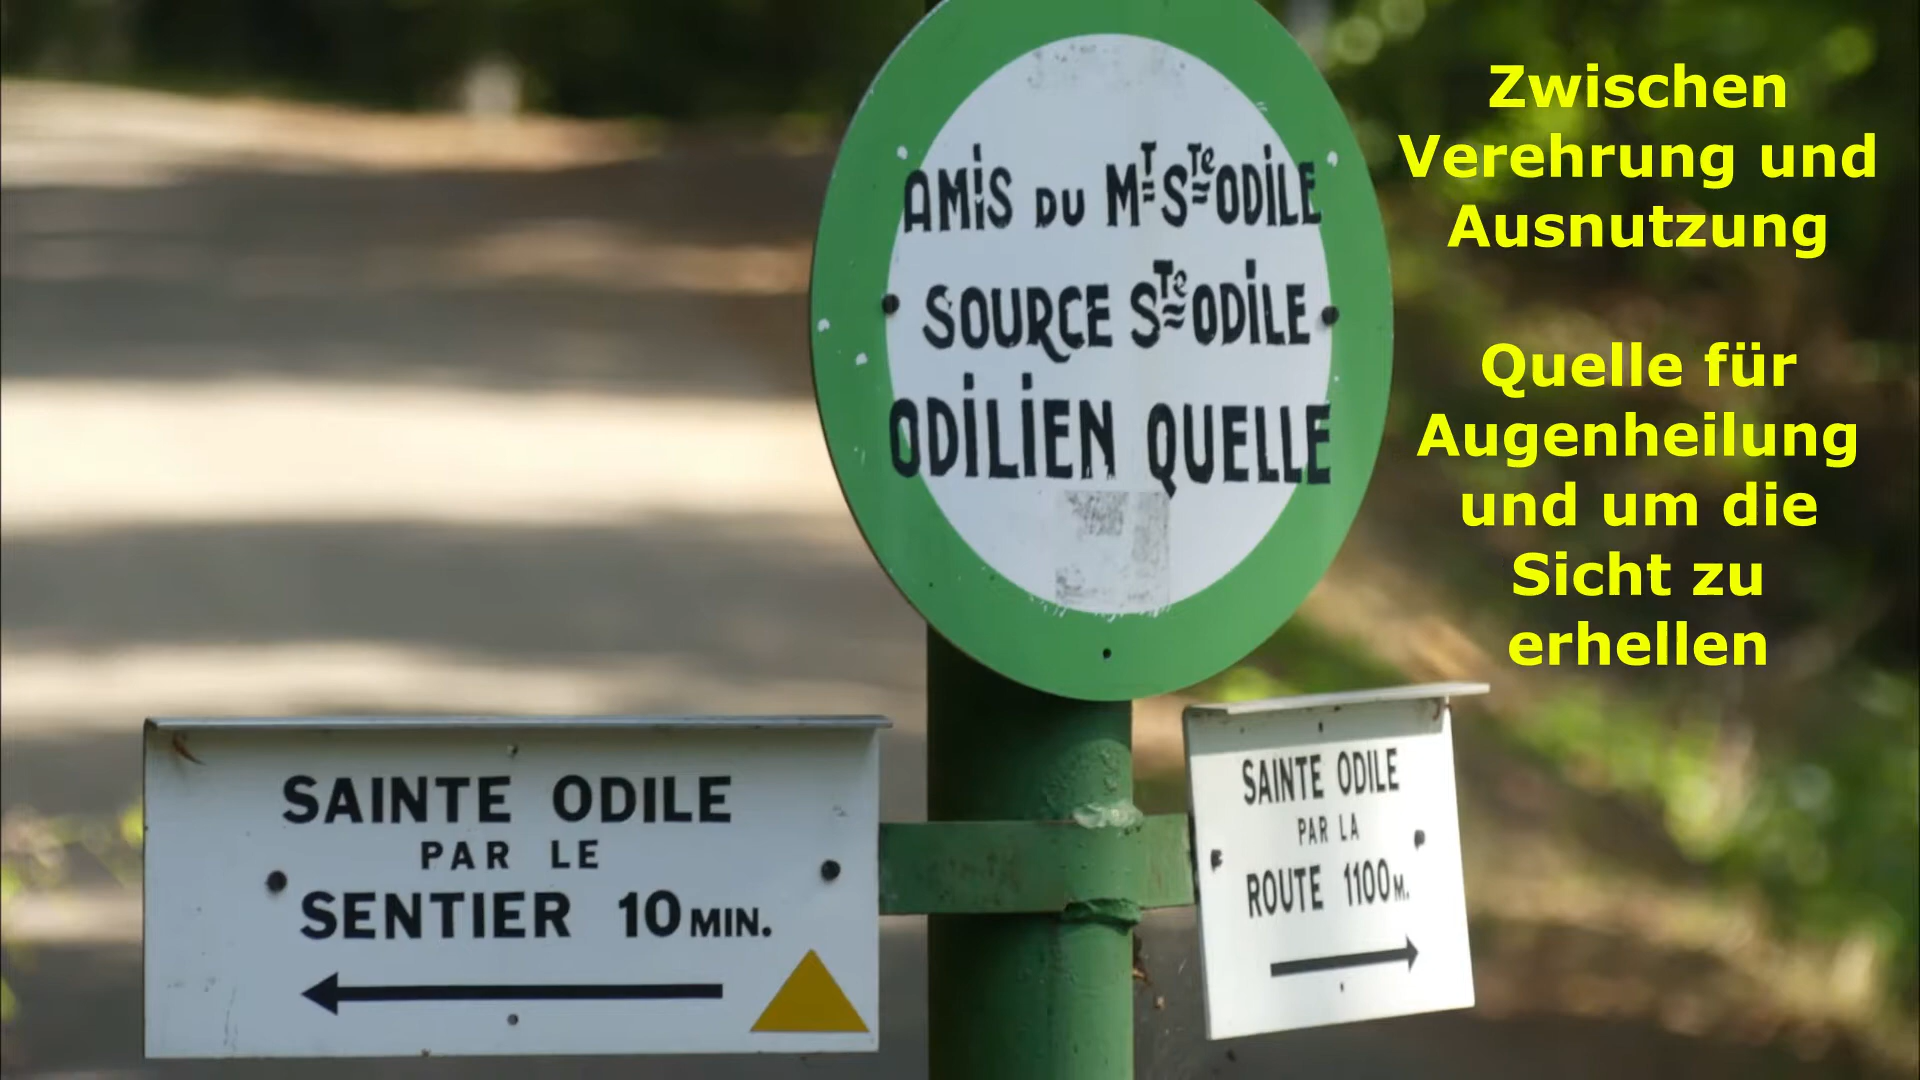 AMIS DU MT STE ODILE
SOURCE STE ODILE
ODILIEN QUELLE
SAINTE ODILE
PAR LE
SENTIER 10 MIN.
SAINTE ODILE
PAR LA
ROUTE 1100 M.
Zwischen
Verehrung und
Ausnutzung
Quelle für
Augenheilung
und um die
Sicht zu
erhellen